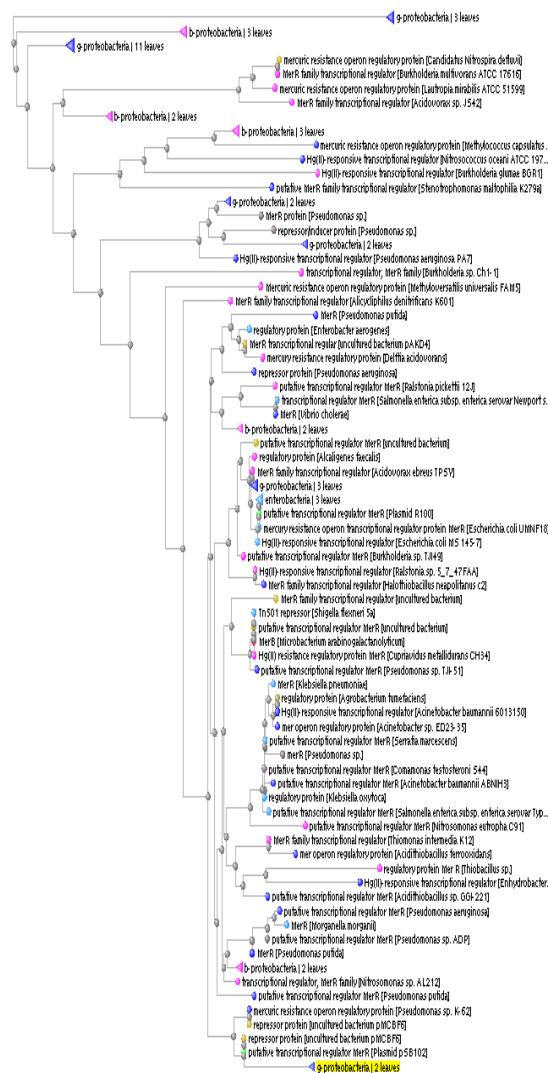 g-proteobacteria | 3 leaves
b-proteobacteria | 3 leaves
g-proteobacteria | 11 leaves
mercuric resistance operon regulatory protein [Candidatus Nitrospira defluvii]
MerR family transcriptional regulator [Burkholderia multivorans ATCC 17616]
mercuric resistance operon regulatory protein [Lautropia mirabilis ATCC 51599]
MerR family transcriptional regulator [Acidovorax sp. JS42]
b-proteobacteria | 2 leaves
b-proteobacteria | 3 leaves
mercuric resistance operon regulatory protein [Methylococcus capsulatus .
Hg(II)-responsive transcriptional regulator [Nitrosococcus oceani ATCC 197...
Hg(II)-responsive transcriptional regulator [Burkholderia glumae BGR1]
putative MerR family transcriptional regulator [Stenotrophomonas maltophilia K279a]
g-proteobacteria | 2 leaves
MerR protein [Pseudomonas sp.]
repressor/inducer protein [Pseudomonas sp.]
g-proteobacteria | 2 leaves
Hg(II)-responsive transcriptional regulator [Pseudomonas aeruginosa PA7]
transcriptional regulator, MerR family [Burkholderia sp. Ch1-1]
Mercuric resistance operon regulatory protein [Methyloversatilis universalis FAM5]
MerR family transcriptional regulator [Alicycliphilus denitrificans K601]
MerR [Pseudomonas putida]
regulatory protein [Enterobacter aerogenes]
MerR transcriptional regular [uncultured bacterium pAKD4]
mercury resistance regulatory protein [Delftia acidovorans]
repressor protein [Pseudomonas aeruginosa]
putative transcriptional regulator MerR [Ralstonia pickettii 12J]
transcriptional regulator MerR [Salmonella enterica subsp. enterica serovar Newport s.
MerR [Vibrio cholerae]
b-proteobacteria | 2 leaves
putative transcriptional regulator MerR [uncultured bacterium]
regulatory protein [Alcaligenes faecalis]
MerR family transcriptional regulator [Acidovorax ebreus TPSY]
g-proteobacteria | 3 leaves
enterobacteria | 3 leaves
putative transcriptional regulator MerR [Plasmid R100]
mercury resistance operon transcriptional regulator protein MerR [Escherichia coli UMNF18]
Hg(II)-responsive transcriptional regulator [Escherichia coli MS 145-7]
putative transcriptional regulator MerR [Burkholderia sp. TJI49]
Hg(II)-responsive transcriptional regulator [Ralstonia sp. 5_7_47FAA]
MerR family transcriptional regulator [Halothiobacillus neapolitanus c2]
MerR family transcriptional regulator [uncultured bacterium]
Tn501 repressor [Shigella flexneri 5a]
putative transcriptional regulator MerR [uncultured bacterium]
MerB [Microbacterium arabinogalactanolyticum]
Hg(II) resistance regulatory protein MerR [Cupriavidus metallidurans CH34]
putative transcriptional regulator MerR [Pseudomonas sp. TJI-51]
MerR [Klebsiella pneumoniae]
regulatory protein [Agrobacterium tumefaciens]
Hg(II)-responsive transcriptional regulator [Acinetobacter baumannii 6013150]
mer operon regulatory protein [Acinetobacter sp. ED23-35]
putative transcriptional regulator MerR [Serratia marcescens]
merR [Pseudomonas sp.]
putative transcriptional regulator MerR [Comamonas testosteroni S44]
putative transcriptional regulator MerR [Acinetobacter baumannii ABNIH3]
regulatory protein [Klebsiella oxytoca]
putative transcriptional regulator MerR [Salmonella enterica subsp. enterica serovar Typ...
putative transcriptional regulator MerR [Nitrosomonas eutropha C91]
MerR family transcriptional regulator [Thiomonas intermedia K12]
mer operon regulatory protein [Acidithiobacillus ferrooxidans]
regulatory protein Mer R [Thiobacillus sp.]
Hg(II)-responsive transcriptional regulator [Enhydrobacter.
putative transcriptional regulator MerR [Acidithiobacillus sp. GGI-221]
putative transcriptional regulator MerR [Pseudomonas aeruginosa]
MerR [Morganella morganii]
putative transcriptional regulator MerR [Pseudomonas sp. ADP]
MerR [Pseudomonas putida]
b-proteobacteria | 2 leaves
transcriptional regulator, MerR family [Nitrosomonas sp. AL212]
putative transcriptional regulator MerR [Pseudomonas putida]
mercuric resistance operon regulatory protein [Pseudomonas sp. K-62]
repressor protein [uncultured bacterium pMCBF6]
repressor protein [uncultured bacterium pMCBF6]
putative transcriptional regulator MerR [Plasmid pSB102]
g-proteobacteria | 2 leaves